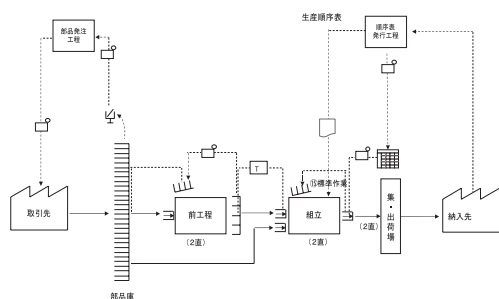 生産順序表
部品発注
工程
順序表
発行工程
T
⑪標準作業
取引先
前工程
組立
集・出荷場
納入先
(2直)
(2直)
(2直)
部品庫